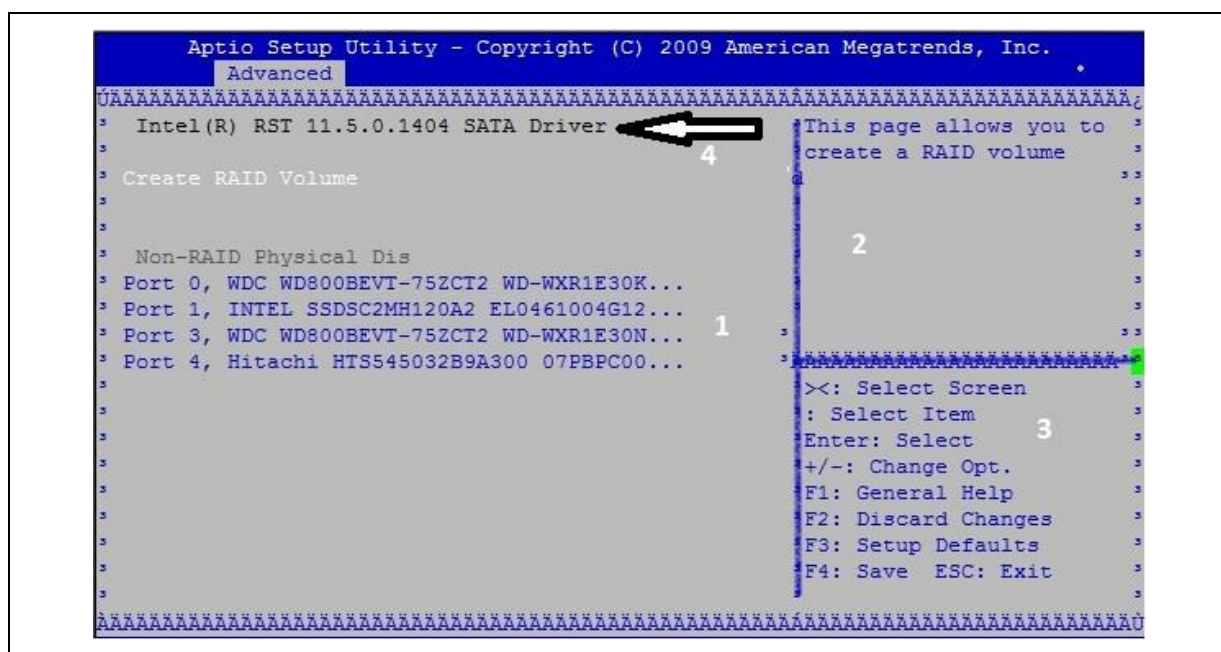 Aptio Setup Utility - Copyright (C) 2009 American Megatrends, Inc.
Advanced
Intel(R) RST 11.5.0.1404 SATA Driver
4
Create RAID Volume
Non-RAID Physical Dis
Port 0, WDC WD800BEVT-75ZCT2 WD-WXR1E30K...
Port 1, INTEL SSDSC2MH120A2 EL0461004G12...
Port 3, WDC WD800BEVT-75ZCT2 WD-WXR1E30N...
Port 4, Hitachi HTS545032B9A300 07PBPC00...
1
This page allows you to
create a RAID volume
2
><: Select Screen
: Select Item
Enter: Select
3
+/-: Change Opt.
F1: General Help
F2: Discard Changes
F3: Setup Defaults
F4: Save ESC: Exit